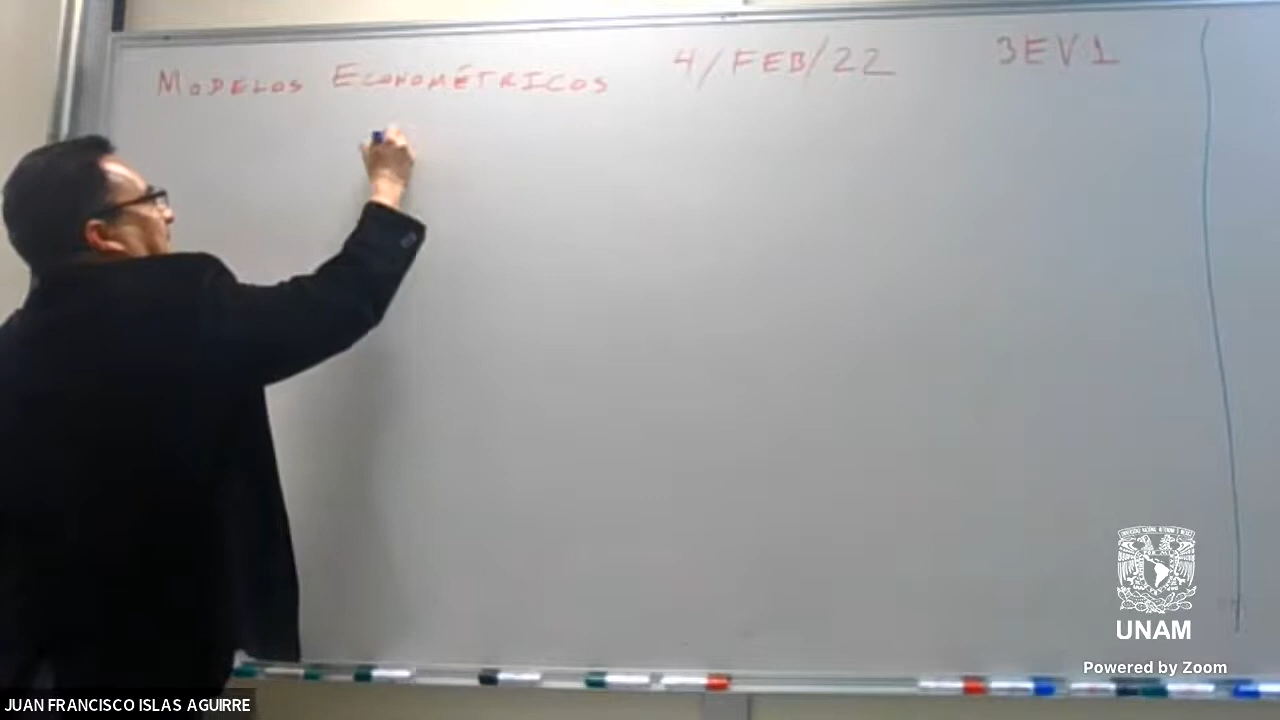 MODELOS ECONOMÉTRICOS 4/FEB/22 3EV1
UNAM
Powered by Zoom
JUAN FRANCISCO ISLAS AGUIRRE